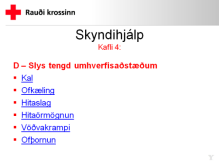 Rauði krossinn
Skyndihjálp
Kafli 4:
D – Slys tengd umhverfisaðstæðum
Kal
Ofkæling
Hitaslag
Hitaörmögnun
Vöðvakrampi
Ofþornun